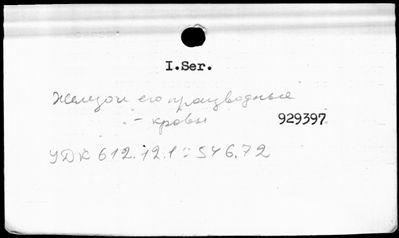 I.Ser.
Железо и его производные
- крови 929397
УДК 612.12.1:546.72